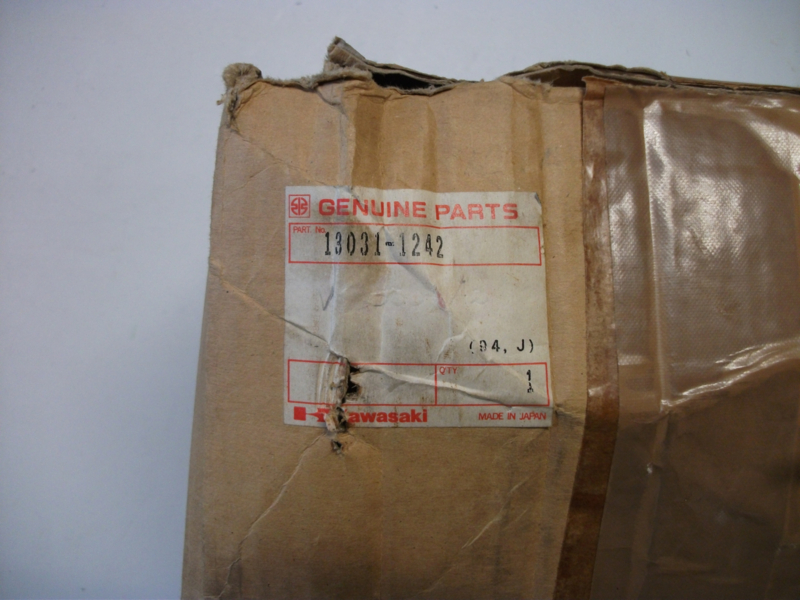 GENUINE PARTS
PART No.
13031-1242
(94, J)
QTY 1
Kawasaki MADE IN JAPAN